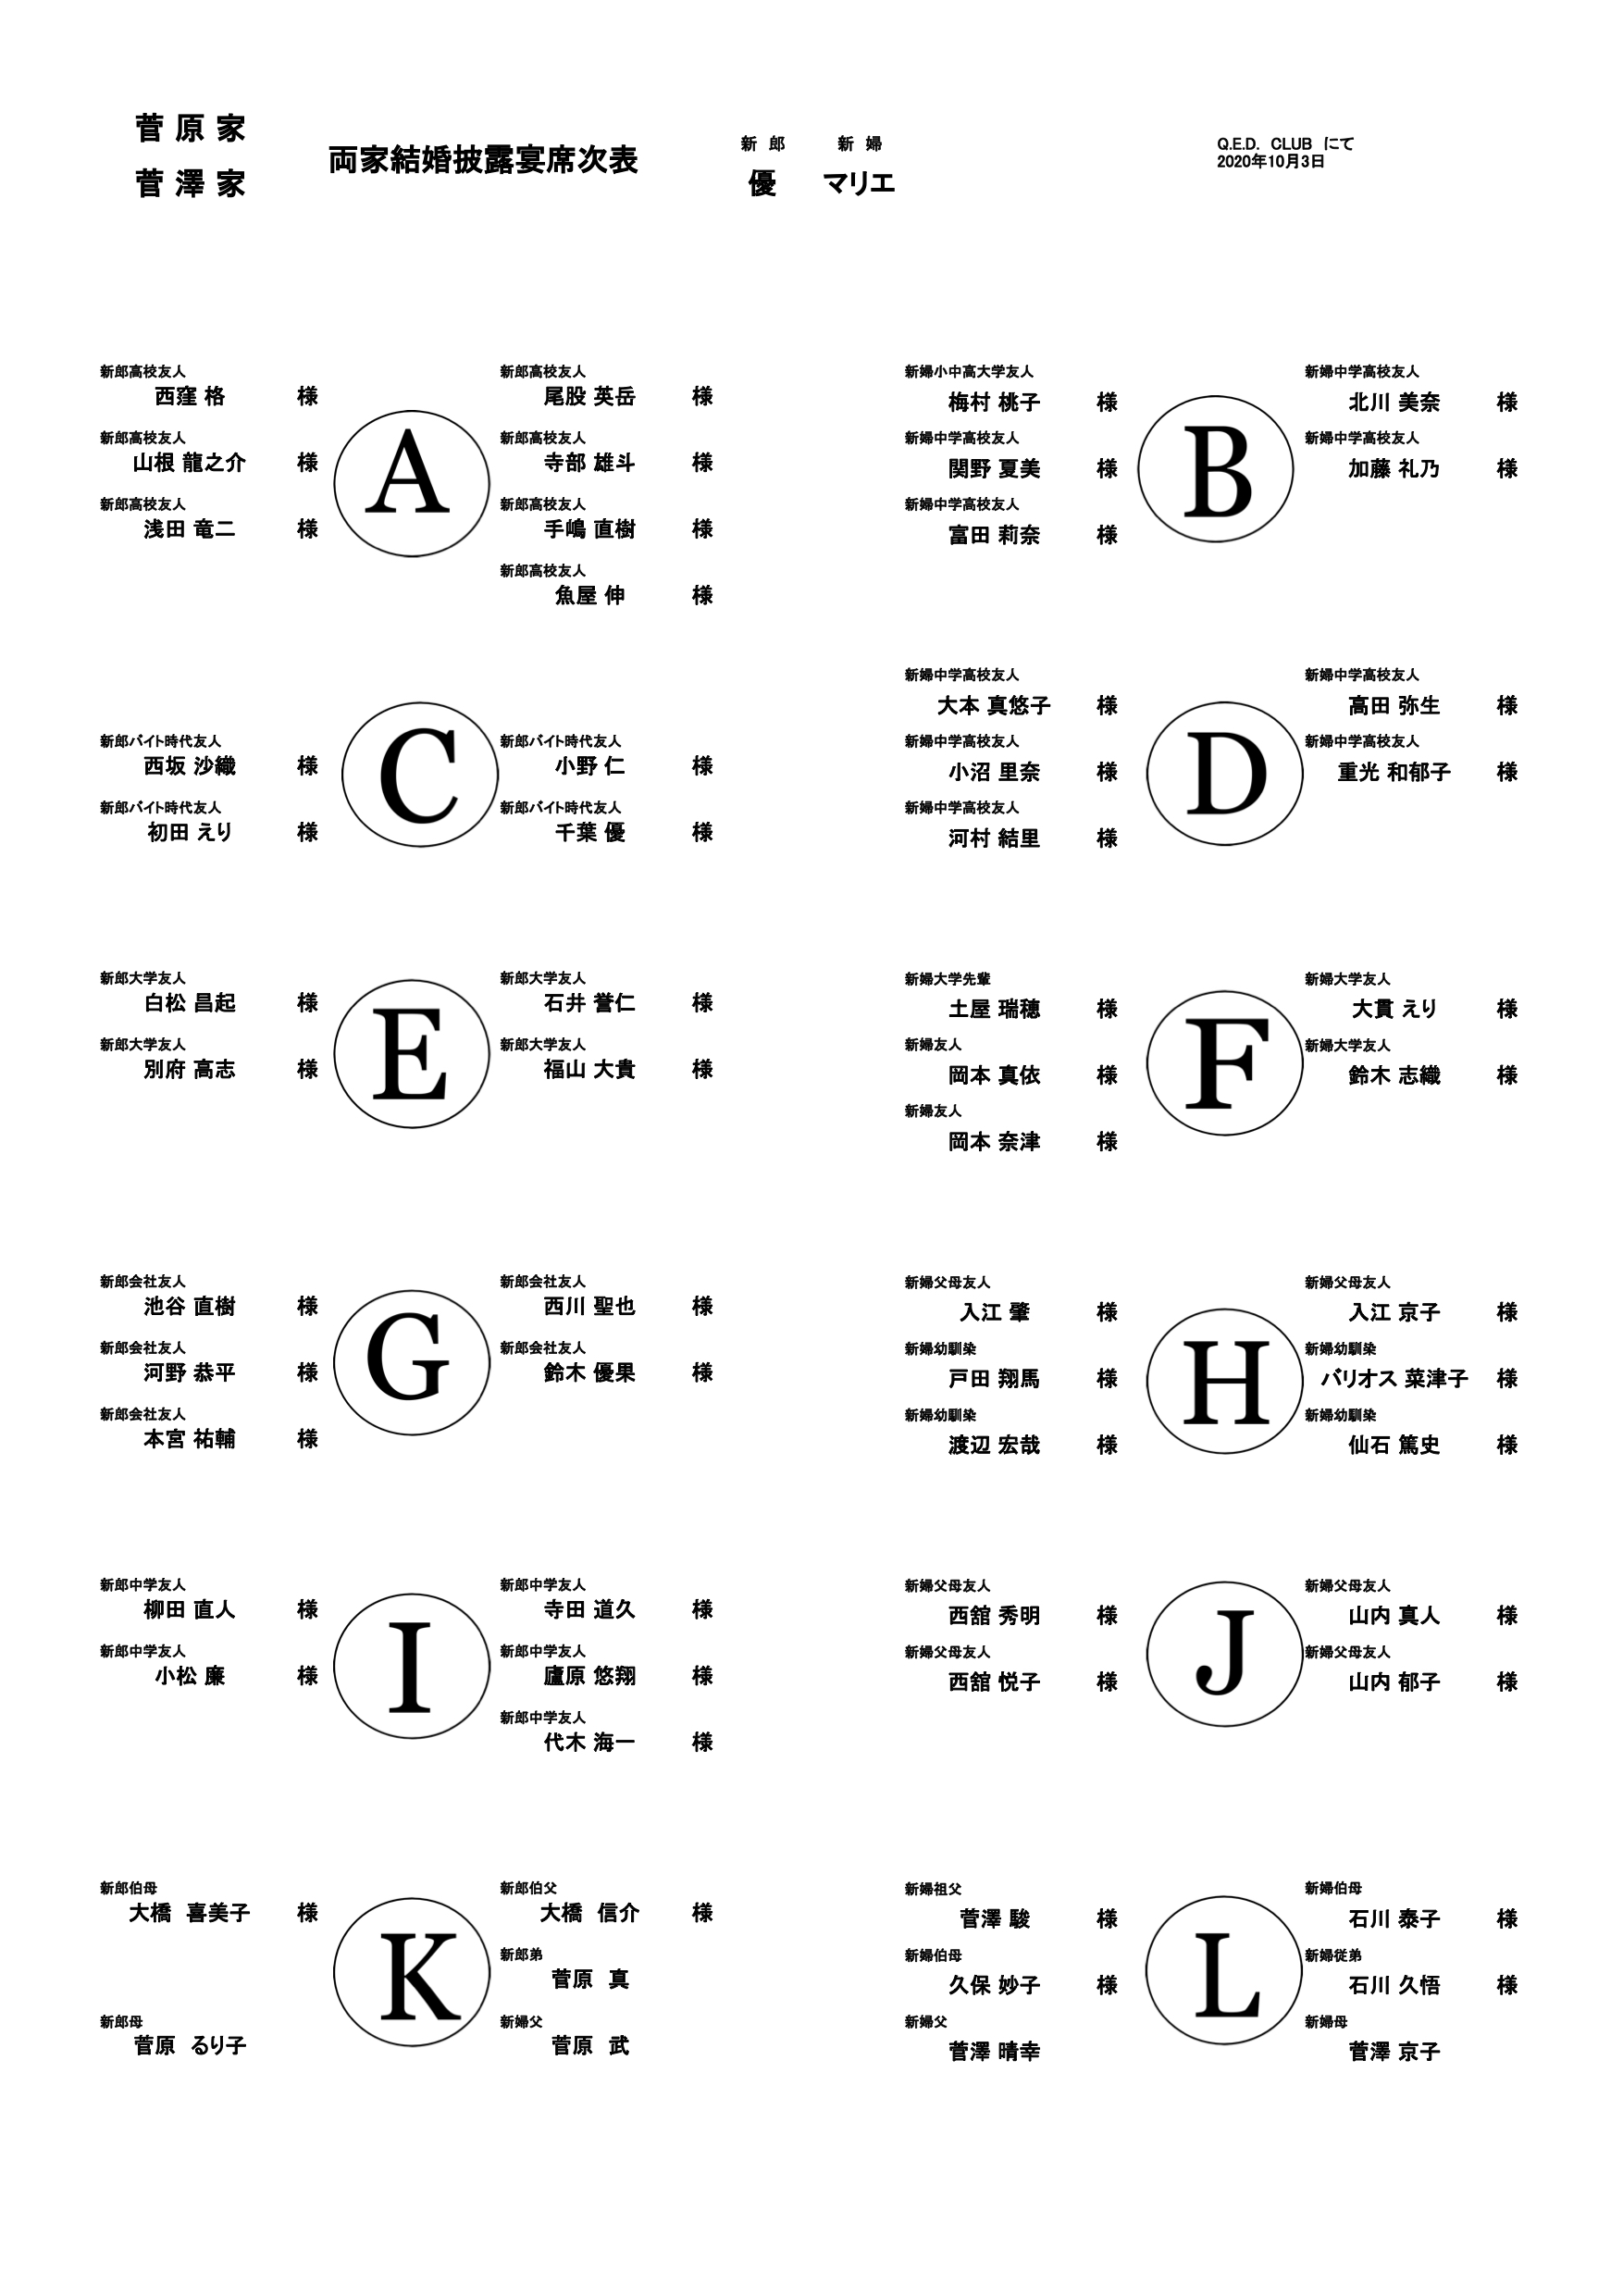 菅原家
菅澤家
両家結婚披露宴席次表
新郎 新婦
優 マリエ
Q.E.D. CLUB にて
2020年10月3日
新郎高校友人
西窪 格 様
新郎高校友人
山根 龍之介 様
新郎高校友人
浅田 竜二 様
A
新郎高校友人
尾股 英岳 様
新郎高校友人
寺部 雄斗 様
新郎高校友人
手嶋 直樹 様
新郎高校友人
魚屋 伸 様
新婦小中高大学友人
梅村 桃子 様
新婦中学高校友人
関野 夏美 様
新婦中学高校友人
富田 莉奈 様
B
新婦中学高校友人
北川 美奈 様
新婦中学高校友人
加藤 礼乃 様
新郎バイト時代友人
西坂 沙織 様
新郎バイト時代友人
初田 えり 様
C
新郎バイト時代友人
小野 仁 様
新郎バイト時代友人
千葉 優 様
新婦中学高校友人
大本 真悠子 様
新婦中学高校友人
小沼 里奈 様
新婦中学高校友人
河村 結里 様
D
新婦中学高校友人
高田 弥生 様
新婦中学高校友人
重光 和郁子 様
新郎大学友人
白松 昌起 様
新郎大学友人
別府 高志 様
E
新郎大学友人
石井 誉仁 様
新郎大学友人
福山 大貴 様
新婦大学先輩
土屋 瑞穂 様
新婦友人
岡本 真依 様
新婦友人
岡本 奈津 様
F
新婦大学友人
大貫 えり 様
新婦大学友人
鈴木 志織 様
新郎会社友人
池谷 直樹 様
新郎会社友人
河野 恭平 様
新郎会社友人
本宮 祐輔 様
G
新郎会社友人
西川 聖也 様
新郎会社友人
鈴木 優果 様
新婦父母友人
入江 肇 様
新婦幼馴染
戸田 翔馬 様
新婦幼馴染
渡辺 宏哉 様
H
新婦父母友人
入江 京子 様
新婦幼馴染
バリオス 菜津子 様
新婦幼馴染
仙石 篤史 様
新郎中学友人
柳田 直人 様
新郎中学友人
小松 廉 様
I
新郎中学友人
寺田 道久 様
新郎中学友人
廬原 悠翔 様
新郎中学友人
代木 海一 様
新婦父母友人
西舘 秀明 様
新婦父母友人
西舘 悦子 様
J
新婦父母友人
山内 真人 様
新婦父母友人
山内 郁子 様
新郎伯母
大橋 喜美子 様
新郎母
菅原 るり子
K
新郎伯父
大橋 信介 様
新郎弟
菅原 真
新婦父
菅原 武
新婦祖父
菅澤 駿 様
新婦伯母
久保 妙子 様
新婦父
菅澤 晴幸
L
新婦伯母
石川 泰子 様
新婦従弟
石川 久悟 様
新婦母
菅澤 京子